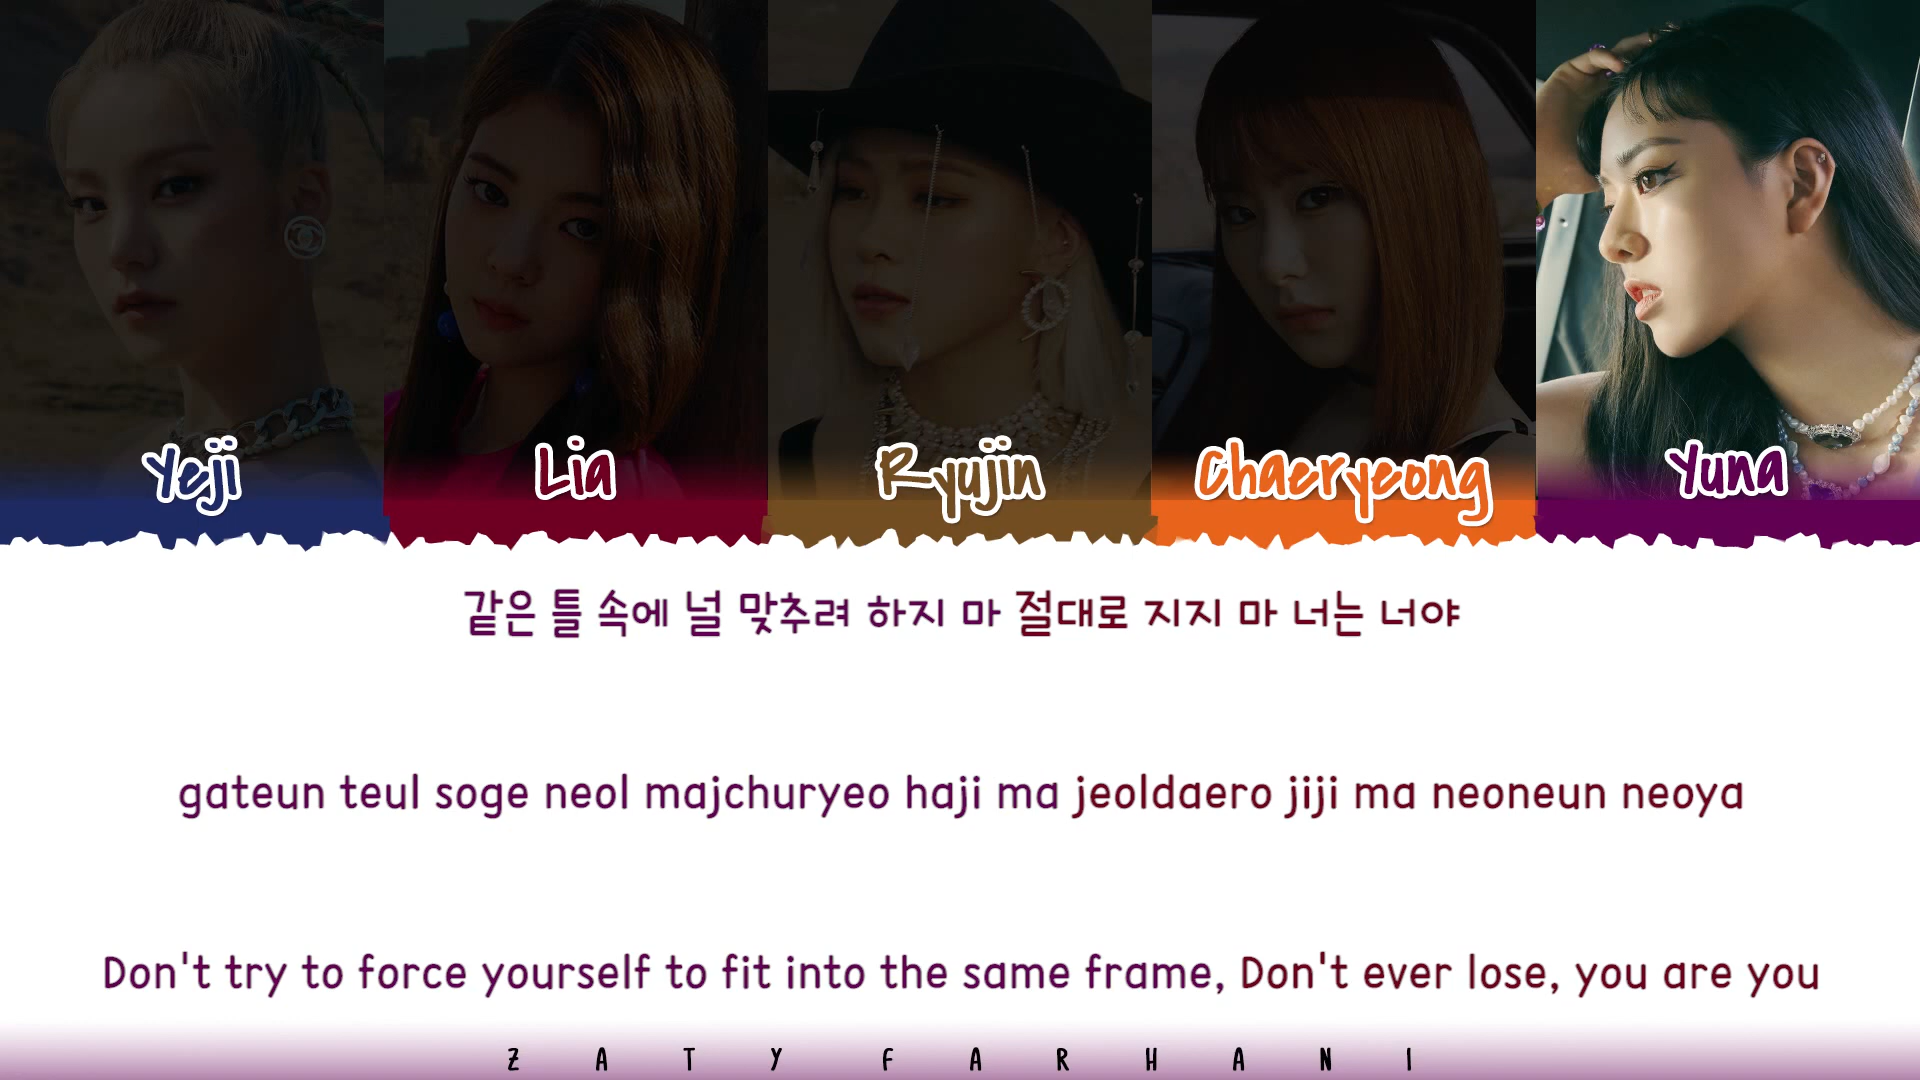 Yeji Lia Ryujin Chaeryeong Yuna
같은 틀 속에 널 맞추려 하지 마 절대로 지지 마 너는 너야
gateun teul soge neol majchuryeo haji ma jeoldaero jiji ma neoneun neoya
Don't try to force yourself to fit into the same frame, Don't ever lose, you are you
ZATY FARHANI